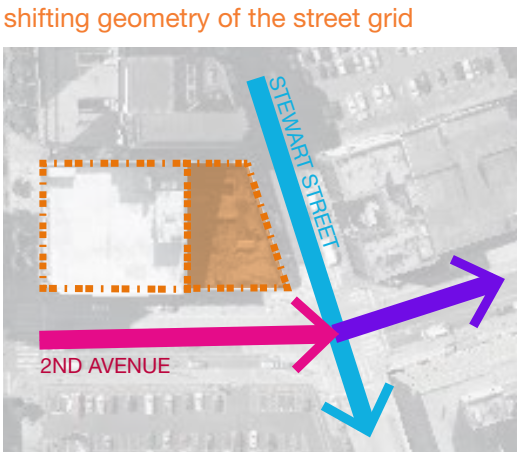 shifting geometry of the street grid
STEWART STREET
2ND AVENUE